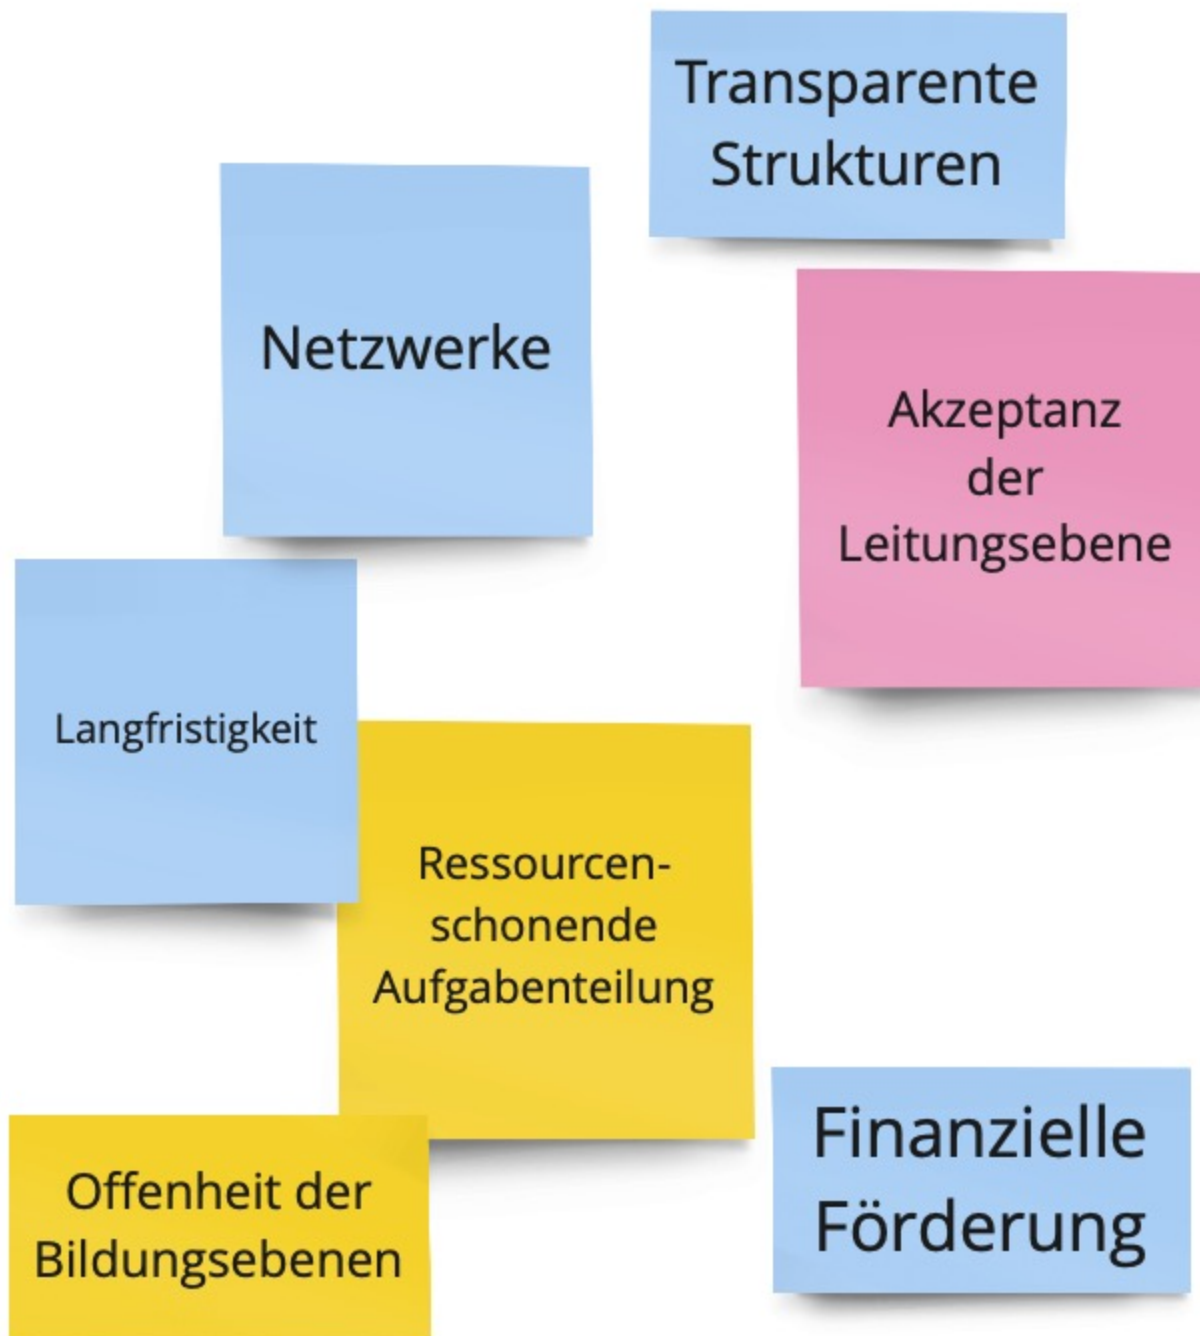 Transparente
Strukturen
Netzwerke
Akzeptanz
der
Leitungsebene
Langfristigkeit
Ressourcen-
schonende
Aufgabenteilung
Offenheit der
Bildungsebenen
Finanzielle
Förderung